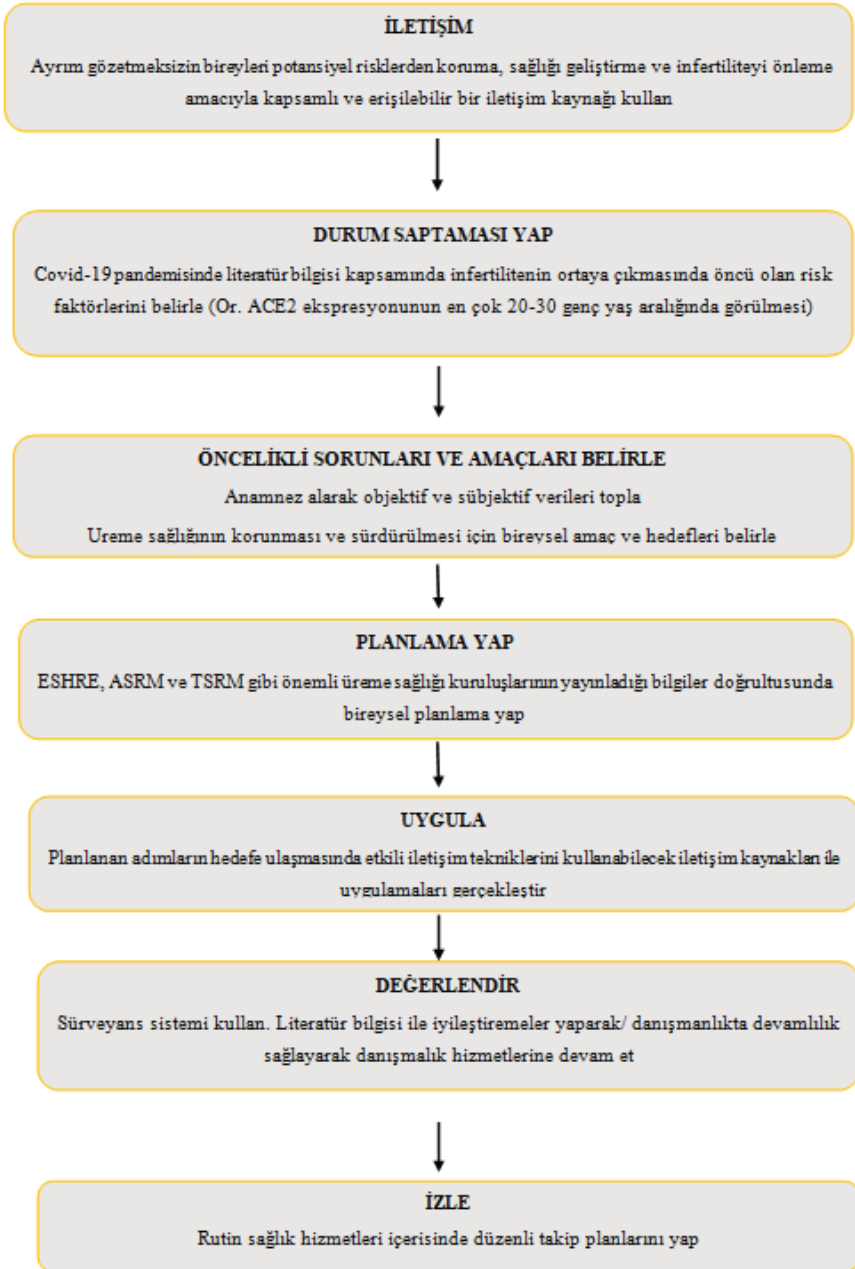 İLETİŞİM
Ayrım gözetmeksizin bireyleri potansiyel risklerden koruma, sağlığı geliştirme ve infertiliteyi önleme
amacıyla kapsamlı ve erişilebilir bir iletişim kaynağı kullan
DURUM SAPTAMASI YAP
Covid-19 pandemisinde literatür bilgisi kapsamında infertilitenin ortaya çıkmasında öncü olan risk
faktörlerini belirle (Or. ACE2 ekspresyonunun en çok 20-30 genç yaş aralığında görülmesi)
ÖNCELİKLİ SORUNLARI VE AMAÇLARI BELİRLE
Anamnez alarak objektif ve sübjektif verileri topla
Ureme sağlığının korunması ve sürdürülmesi için bireysel amaç ve hedefleri belirle
PLANLAMA YAP
ESHRE, ASRM ve TSRM gibi önemli üreme sağlığı kuruluşlarının yayınladığı bilgiler doğrultusunda
bireysel planlama yap
UYGULA
Planlanan adımların hedefe ulaşmasında etkili iletişim tekniklerini kullanabilecek iletişim kaynakları ile
uygulamaları gerçekleştir
DEĞERLENDİR
Sürveyans sistemi kullan. Literatür bilgisi ile iyileştiremeler yaparak/ danışmanlıkta devamlılık
sağlayarak danışmalık hizmetlerine devam et
İZLE
Rutin sağlık hizmetleri içerisinde düzenli takip planlarını yap